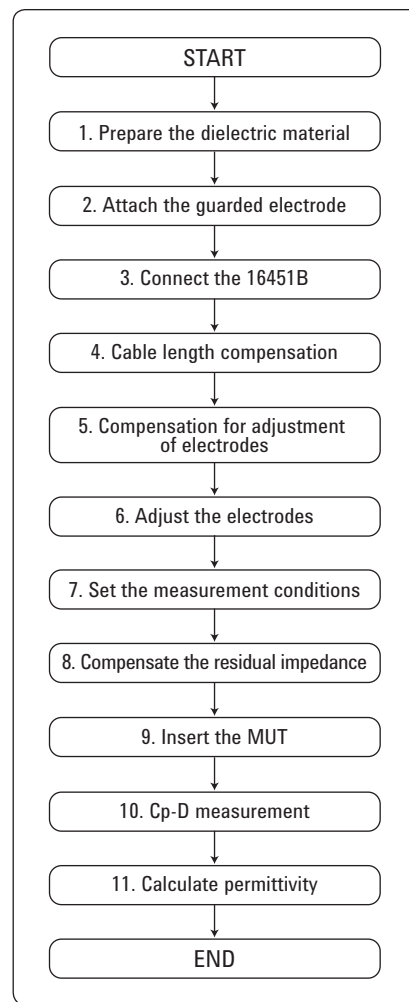 START
1. Prepare the dielectric material
2. Attach the guarded electrode
3. Connect the 16451B
4. Cable length compensation
5. Compensation for adjustment
of electrodes
6. Adjust the electrodes
7. Set the measurement conditions
8. Compensate the residual impedance
9. Insert the MUT
10. Cp-D measurement
11. Calculate permittivity
END